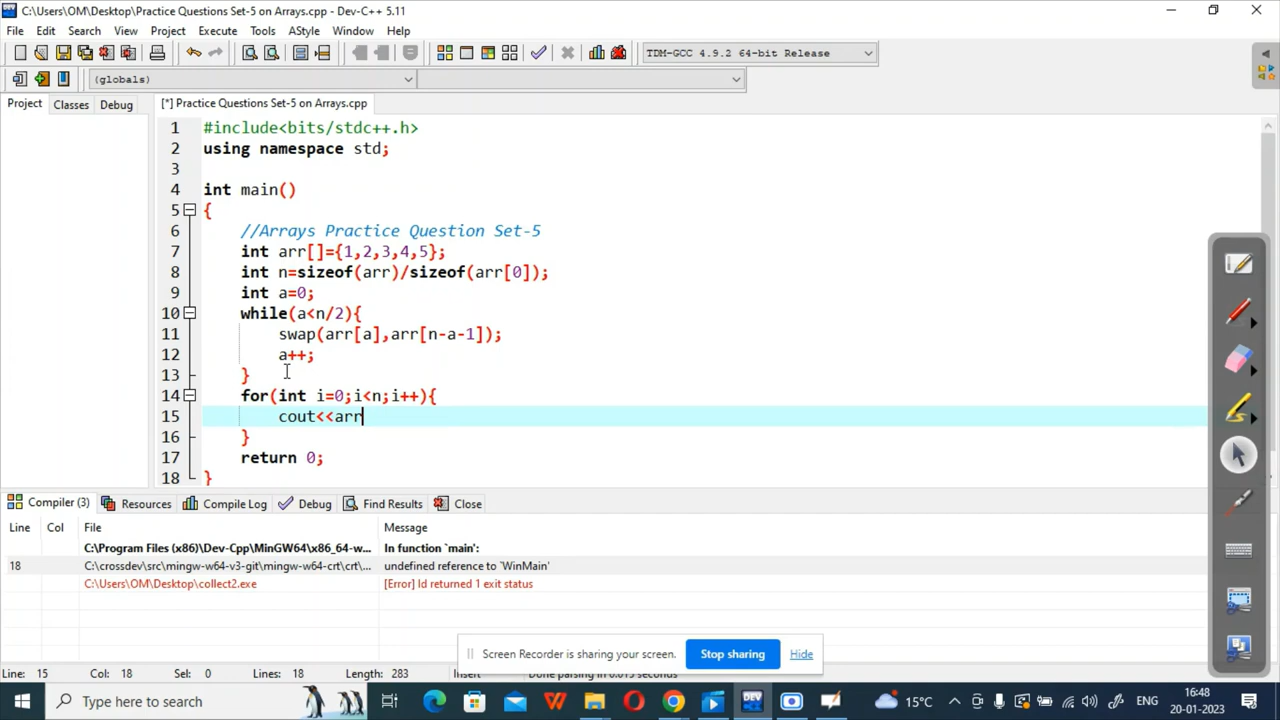 C:\Users\OM\Desktop\Practice Questions Set-5 on Arrays.cpp - Dev-C++ 5.11
File Edit Search View Project Execute Tools AStyle Window Help
TDM-GCC 4.9.2 64-bit Release
(globals)
Project Classes Debug [*] Practice Questions Set-5 on Arrays.cpp
1 #include<bits/stdc++.h>
2 using namespace std;
3
4 int main()
5 {
6 //Arrays Practice Question Set-5
7 int arr[]={1,2,3,4,5};
8 int n=sizeof(arr)/sizeof(arr[0]);
9 int a=0;
10 while(a<n/2){
11 swap(arr[a],arr[n-a-1]);
12 a++;
13 }
14 for(int i=0;i<n;i++){
15 cout<<arr
16 }
17 return 0;
18 }
Compiler (3) Resources Compile Log Debug Find Results Close
Line Col File Message
C:\Program Files (x86)\Dev-Cpp\MinGW64\x86_64-w... In function `main':
18 C:\crossdev\src\mingw-w64-v3-git\mingw-w64-crt\crt\... undefined reference to `WinMain'
C:\Users\OM\Desktop\collect2.exe [Error] ld returned 1 exit status
Screen Recorder is sharing your screen. Stop sharing Hide
Line: 15 Col: 18 Sel: 0 Lines: 18 Length: 283 Insert Done parsing in 0.015 seconds
Type here to search DEV 15°C ENG 16:48
20-01-2023